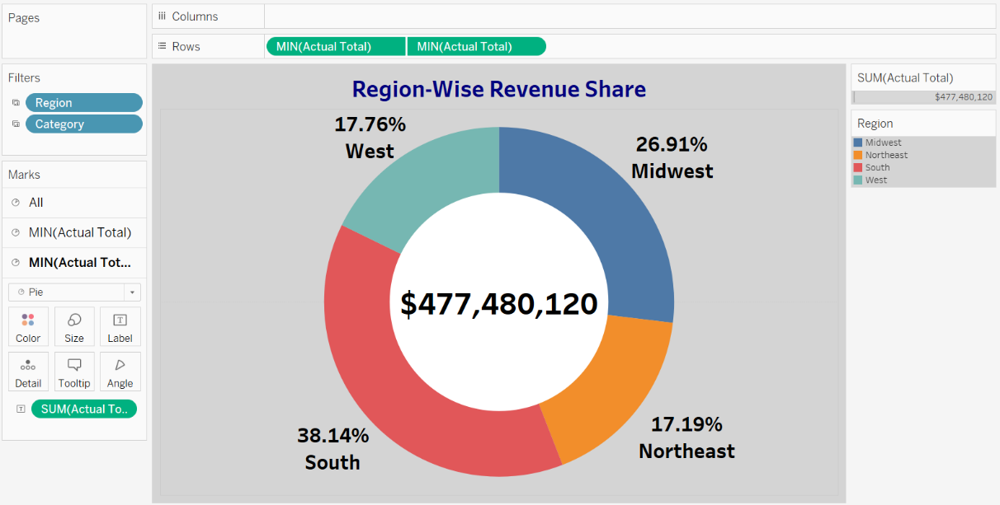 Pages
Columns
Rows
MIN(Actual Total)
MIN(Actual Total)
Filters
Region
Category
Marks
All
MIN(Actual Total)
MIN(Actual Tot...
Pie
Color
Size
Label
Detail
Tooltip
Angle
SUM(Actual To..
Region-Wise Revenue Share
17.76%
West
26.91%
Midwest
$477,480,120
38.14%
South
17.19%
Northeast
SUM(Actual Total)
$477,480,120
Region
Midwest
Northeast
South
West